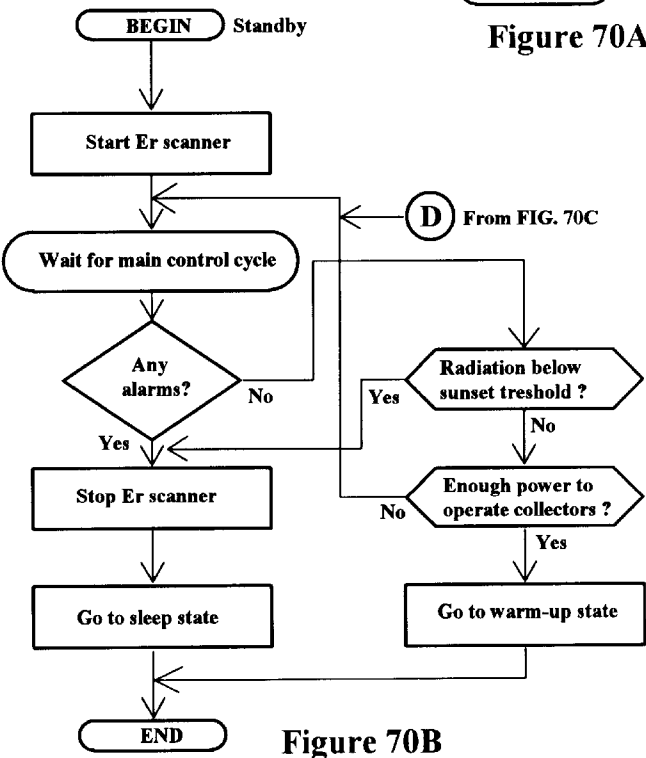 BEGIN Standby
Figure 70A
Start Er scanner
D From FIG. 70C
Wait for main control cycle
Any
alarms?
No
Yes
Radiation below
sunset treshold ?
Yes
No
Stop Er scanner
Enough power to
operate collectors ?
No
Yes
Go to sleep state
Go to warm-up state
END
Figure 70B